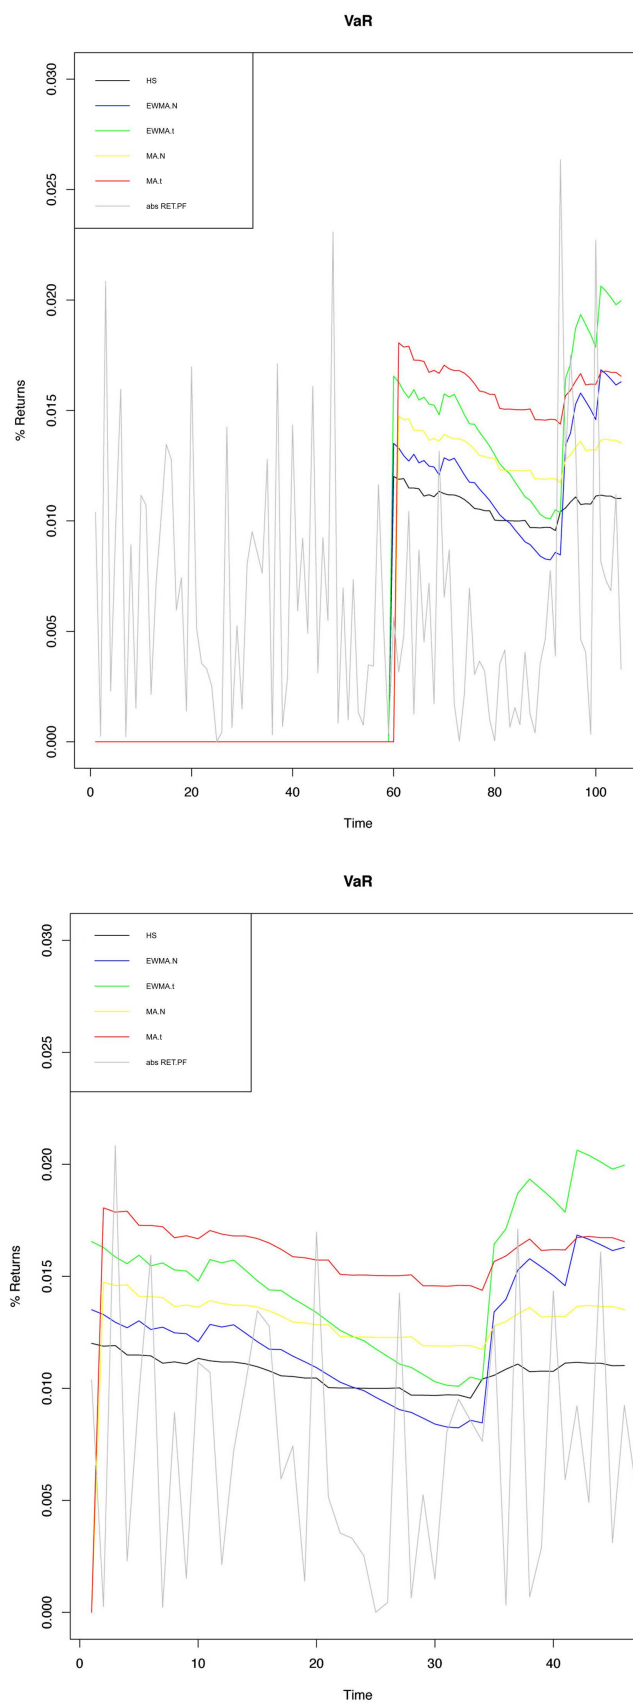 VaR
0.030
0.025
0.020
0.015
0.010
0.005
0.000
% Returns
HS
EWMA.N
EWMA.t
MA.N
MA.t
abs RET.PF
0 20 40 60 80 100
Time
VaR
0.030
0.025
0.020
0.015
0.010
0.005
0.000
% Returns
HS
EWMA.N
EWMA.t
MA.N
MA.t
abs RET.PF
0 10 20 30 40
Time